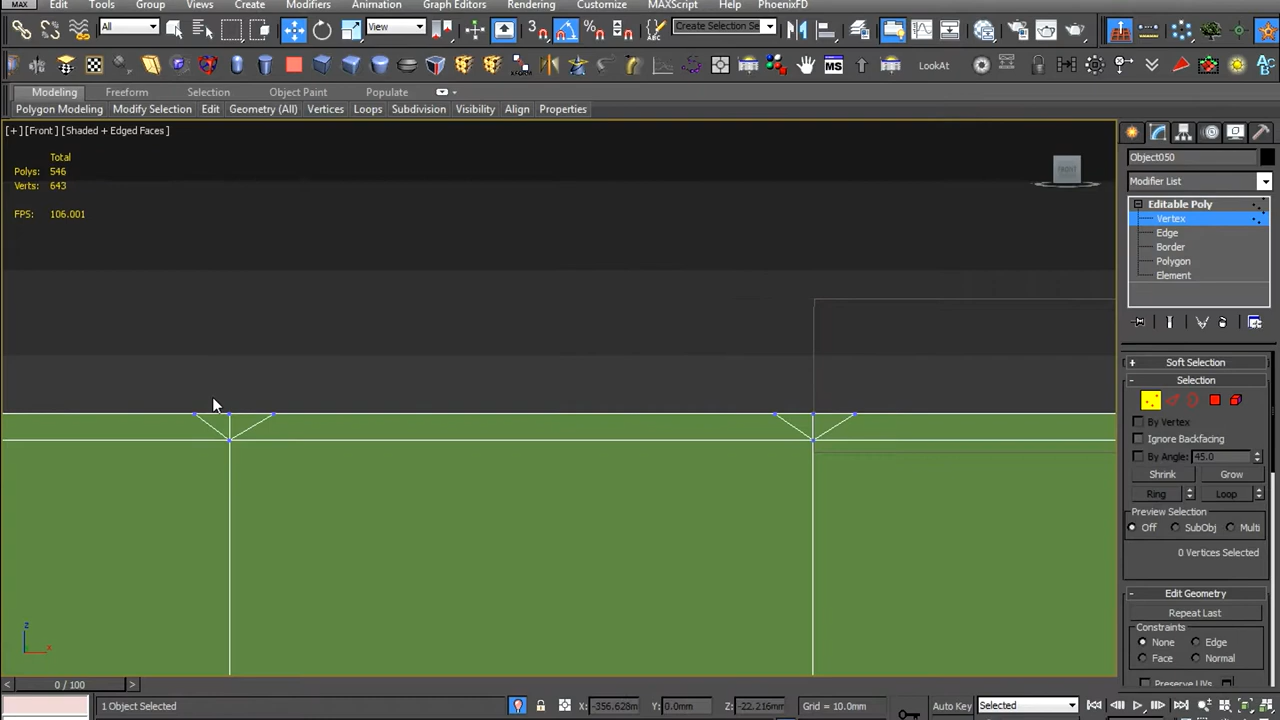 MAX Edit Tools Group Views Create Modifiers Animation Graph Editors Rendering Customize MAXScript Help PhoenixFD
All View 3 % Create Selection Se
XFORM MS LookAt
Modeling Freeform Selection Object Paint Populate
Polygon Modeling Modify Selection Edit Geometry (All) Vertices Loops Subdivision Visibility Align Properties
[+] [Front ] [Shaded + Edged Faces ]
Total
Polys: 546
Verts: 643
FPS: 106.001
FRONT
Object050
Modifier List
Editable Poly
Vertex
Edge
Border
Polygon
Element
+ Soft Selection
- Selection
By Vertex
Ignore Backfacing
By Angle: 45.0
Shrink Grow
Ring Loop
Preview Selection
Off SubObj Multi
0 Vertices Selected
- Edit Geometry
Repeat Last
Constraints
None Edge
Face Normal
Preserve UVs
z
x
< 0 / 100 >
1 Object Selected X: -356.628m Y: 0.0mm Z: -22.216mm Grid = 10.0mm Auto Key Selected